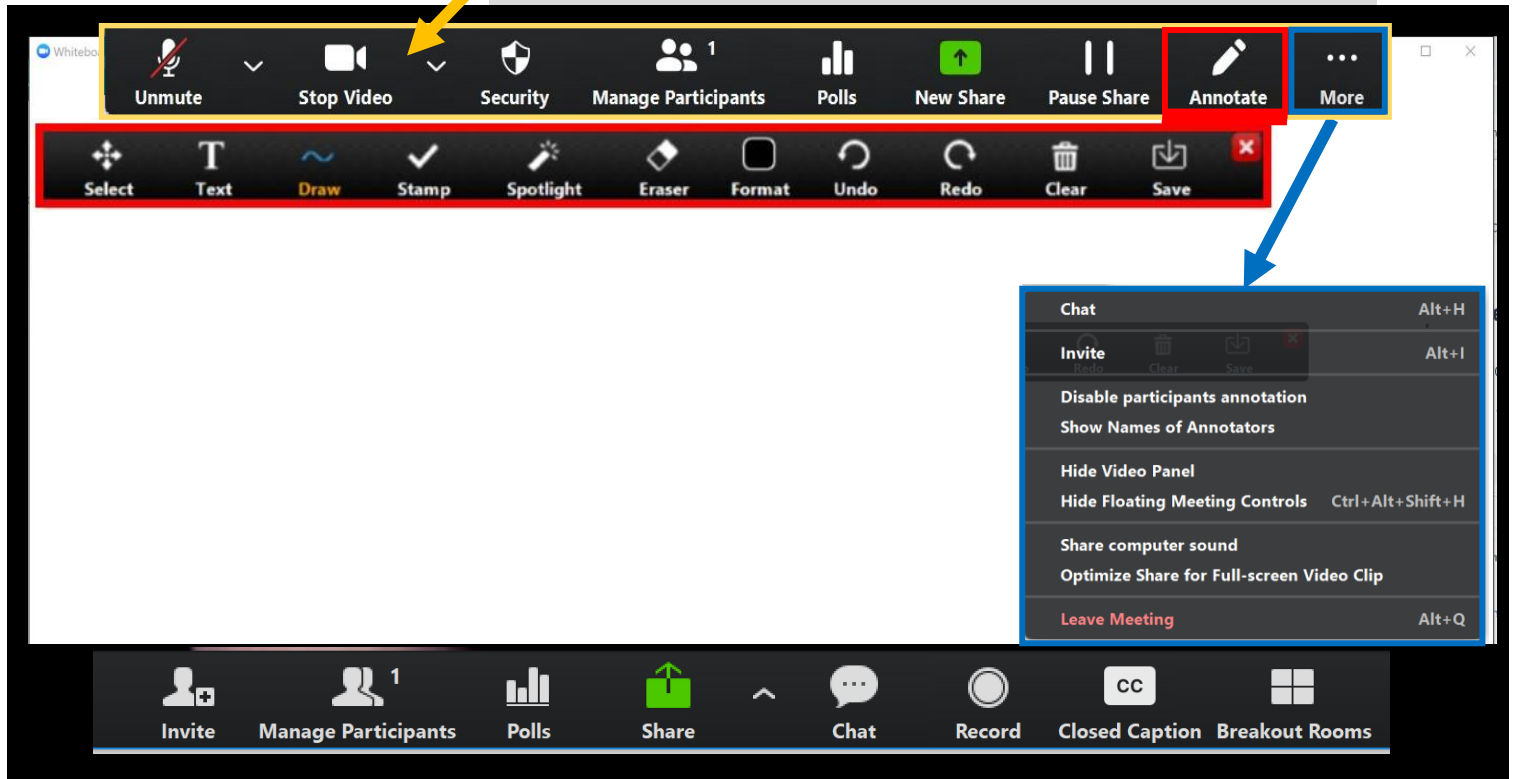 Whitebo
1
Unmute Stop Video Security Manage Participants Polls New Share Pause Share Annotate More
Select Text Draw Stamp Spotlight Eraser Format Undo Redo Clear Save
Chat Alt+H
Invite Alt+I
Redo Clear Save
Disable participants annotation
Show Names of Annotators
Hide Video Panel
Hide Floating Meeting Controls Ctrl+Alt+Shift+H
Share computer sound
Optimize Share for Full-screen Video Clip
Leave Meeting Alt+Q
1
CC
Invite Manage Participants Polls Share Chat Record Closed Caption Breakout Rooms